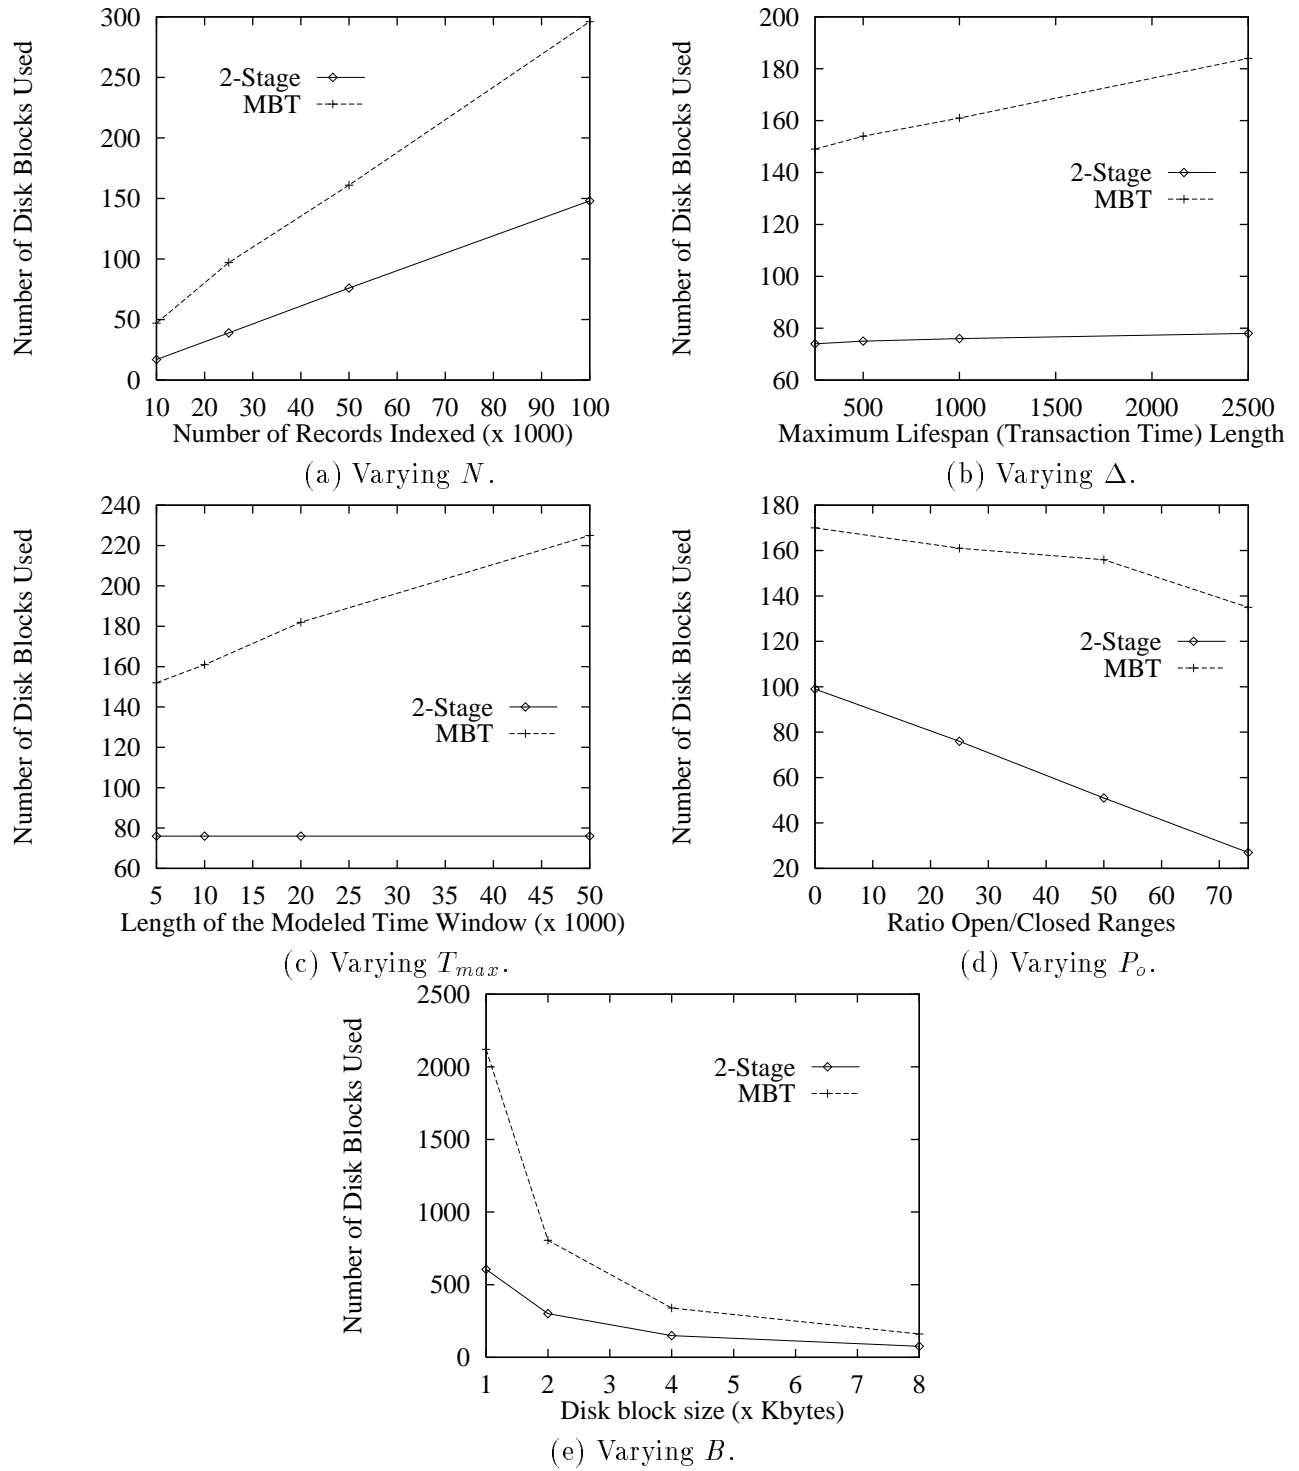 Number of Disk Blocks Used
300
250
200
150
100
50
0
2-Stage
MBT
10 20 30 40 50 60 70 80 90 100
Number of Records Indexed (x 1000)
(a) Varying N.
Number of Disk Blocks Used
200
180
160
140
120
100
80
60
2-Stage
MBT
500 1000 1500 2000 2500
Maximum Lifespan (Transaction Time) Length
(b) Varying Δ.
Number of Disk Blocks Used
240
220
200
180
160
140
120
100
80
60
2-Stage
MBT
5 10 15 20 25 30 35 40 45 50
Length of the Modeled Time Window (x 1000)
(c) Varying T_max.
Number of Disk Blocks Used
180
160
140
120
100
80
60
40
20
2-Stage
MBT
0 10 20 30 40 50 60 70
Ratio Open/Closed Ranges
(d) Varying P_o.
Number of Disk Blocks Used
2500
2000
1500
1000
500
0
2-Stage
MBT
1 2 3 4 5 6 7 8
Disk block size (x Kbytes)
(e) Varying B.